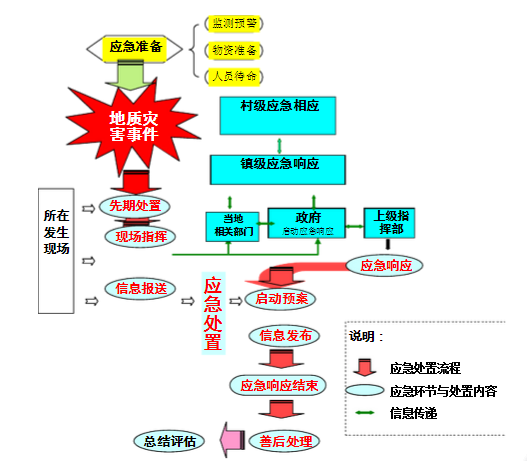 监测预警
应急准备
物资准备
人员待命
地质灾
害事件
村级应急相应
镇级应急响应
所在
发生
现场
先期处置
现场指挥
当地
相关部门
政府
启动应急响应
上级指
挥部
应急响应
信息报送
应急处置
启动预案
信息发布
应急响应结束
善后处理
总结评估
说明：
应急处置流程
应急环节与处置内容
信息传递